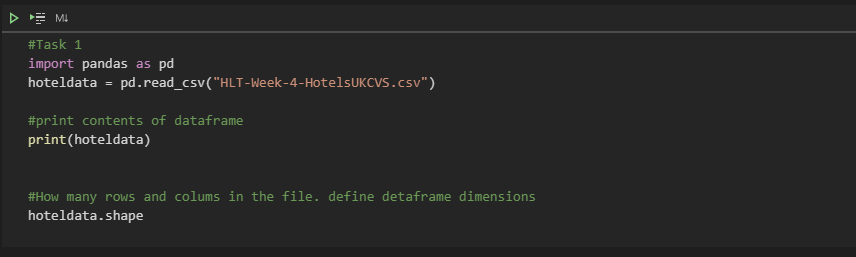 M↓
#Task 1
import pandas as pd
hoteldata = pd.read_csv("HLT-Week-4-HotelsUKCVS.csv")
#print contents of dataframe
print(hoteldata)
#How many rows and colums in the file. define detaframe dimensions
hoteldata.shape